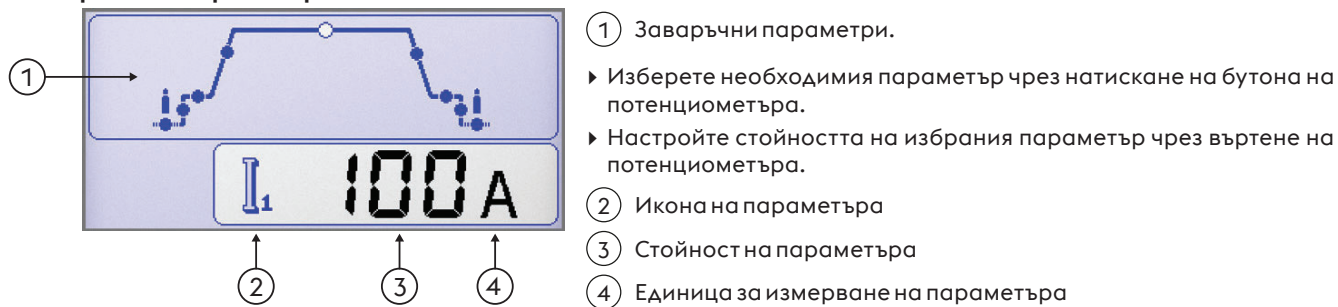 1 Заваръчни параметри.
▸ Изберете необходимия параметър чрез натискане на бутона на
потенциометъра.
▸ Настройте стойността на избрания параметър чрез въртене на
потенциометъра.
1
I1 100 A
2 Икона на параметъра
3 Стойност на параметъра
2 3 4
4 Единица за измерване на параметъра